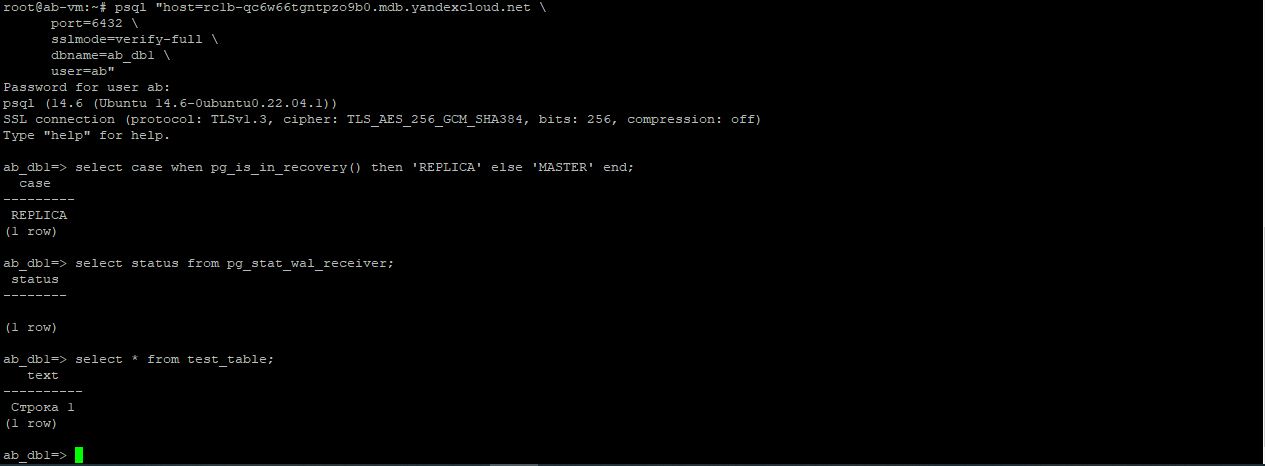 root@ab-vm:~# psql "host=rc1b-qc6w66tgntpzo9b0.mdb.yandexcloud.net \
      port=6432 \
      sslmode=verify-full \
      dbname=ab_db1 \
      user=ab"
Password for user ab:
psql (14.6 (Ubuntu 14.6-0ubuntu0.22.04.1))
SSL connection (protocol: TLSv1.3, cipher: TLS_AES_256_GCM_SHA384, bits: 256, compression: off)
Type "help" for help.

ab_db1=> select case when pg_is_in_recovery() then 'REPLICA' else 'MASTER' end;
  case
---------
 REPLICA
(1 row)

ab_db1=> select status from pg_stat_wal_receiver;
 status
--------

(1 row)

ab_db1=> select * from test_table;
   text
----------
 Строка 1
(1 row)

ab_db1=>